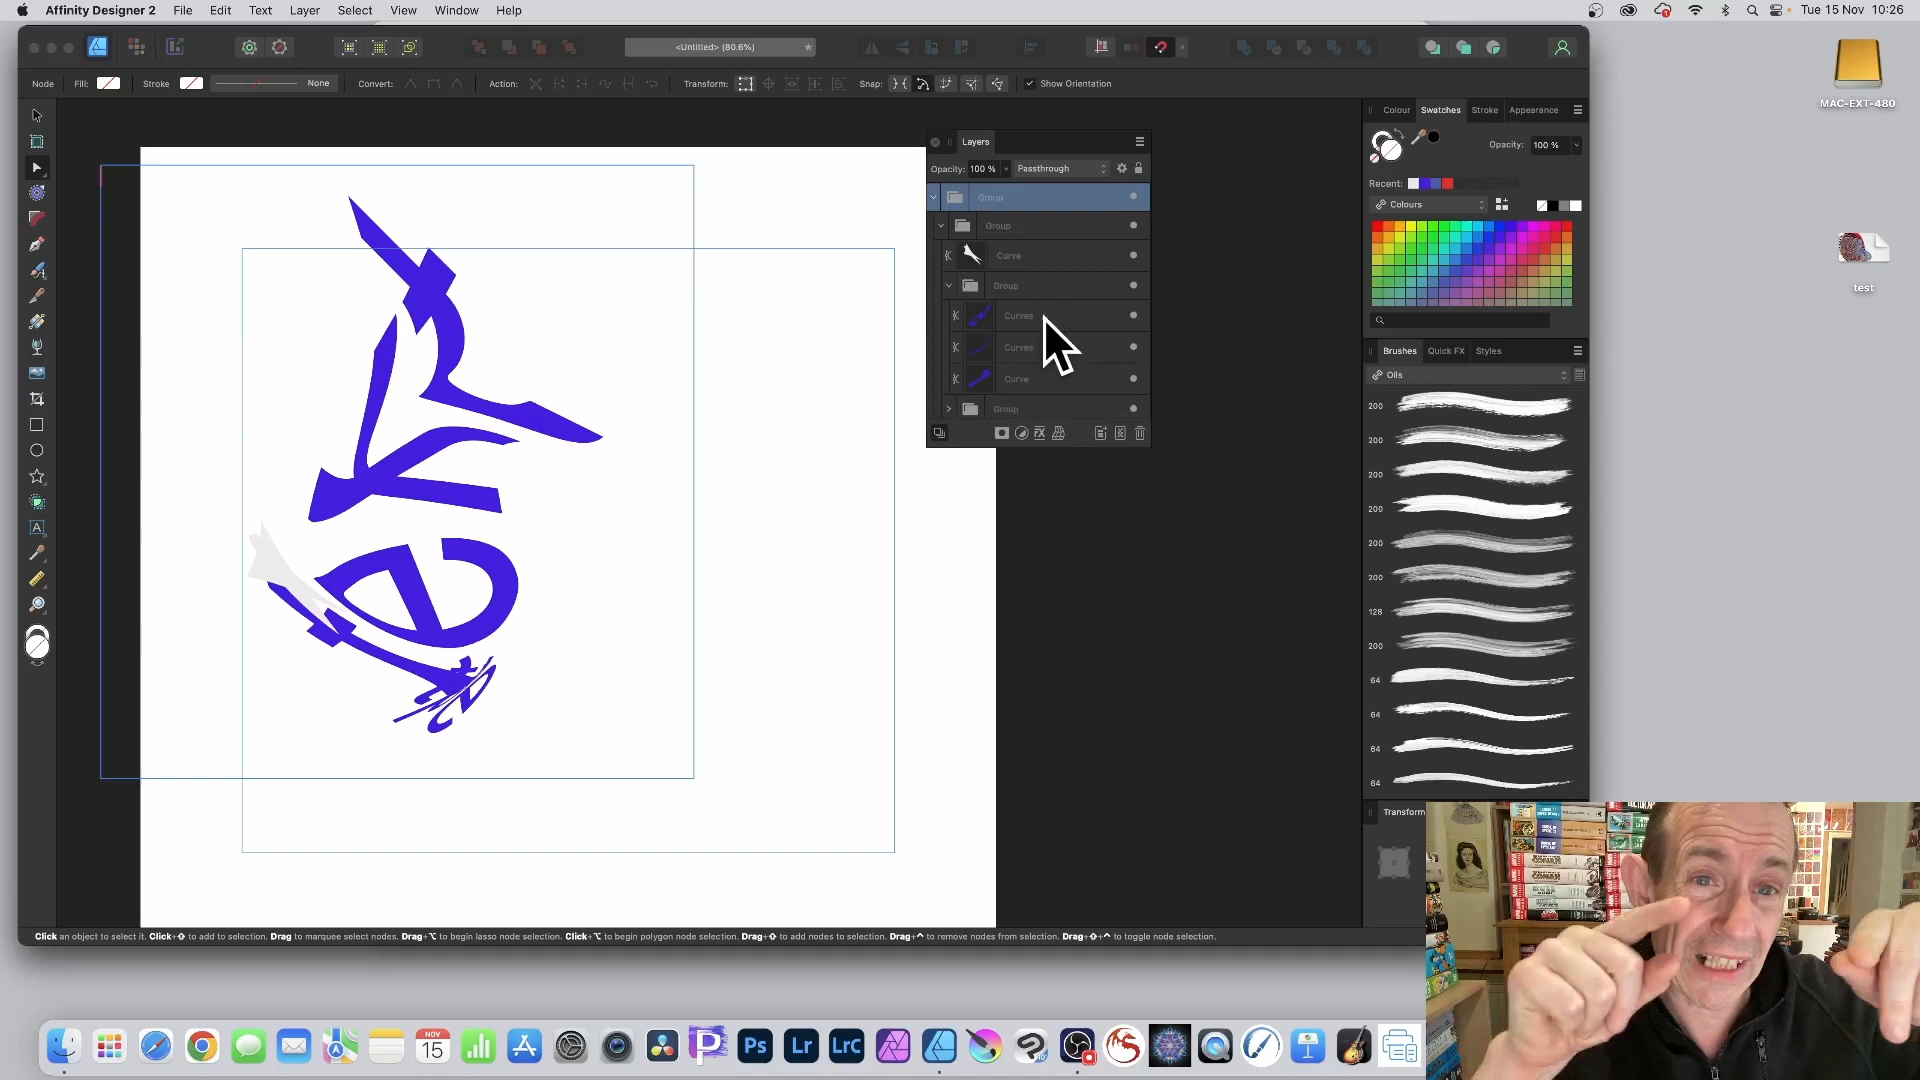 Affinity Designer 2 File Edit Text Layer Select View Window Help
Tue 15 Nov 10:26
<Untitled> (80.6%)
Node Fill: Stroke None Convert: Action: Transform: Snap: Show Orientation
Colour Swatches Stroke Appearance
Opacity: 100 %
Recent:
Colours
Layers
Opacity: 100 % Passthrough
Group
Group
Curve
Group
Curves
Curves
Curve
Group
Brushes Quick FX Styles
Oils
200
200
200
200
200
200
128
200
64
64
64
64
Transform
Click an object to select it. Click+⇧ to add to selection. Drag to marquee select nodes. Drag+⌥ to begin lasso node selection. Click+⌥ to begin polygon node selection. Drag+⇧ to add nodes to selection. Drag+⌃ to remove nodes from selection. Drag+⇧+⌃ to toggle node selection.
MAC-EXT-480
test
NOV
15
Ps Lr LrC